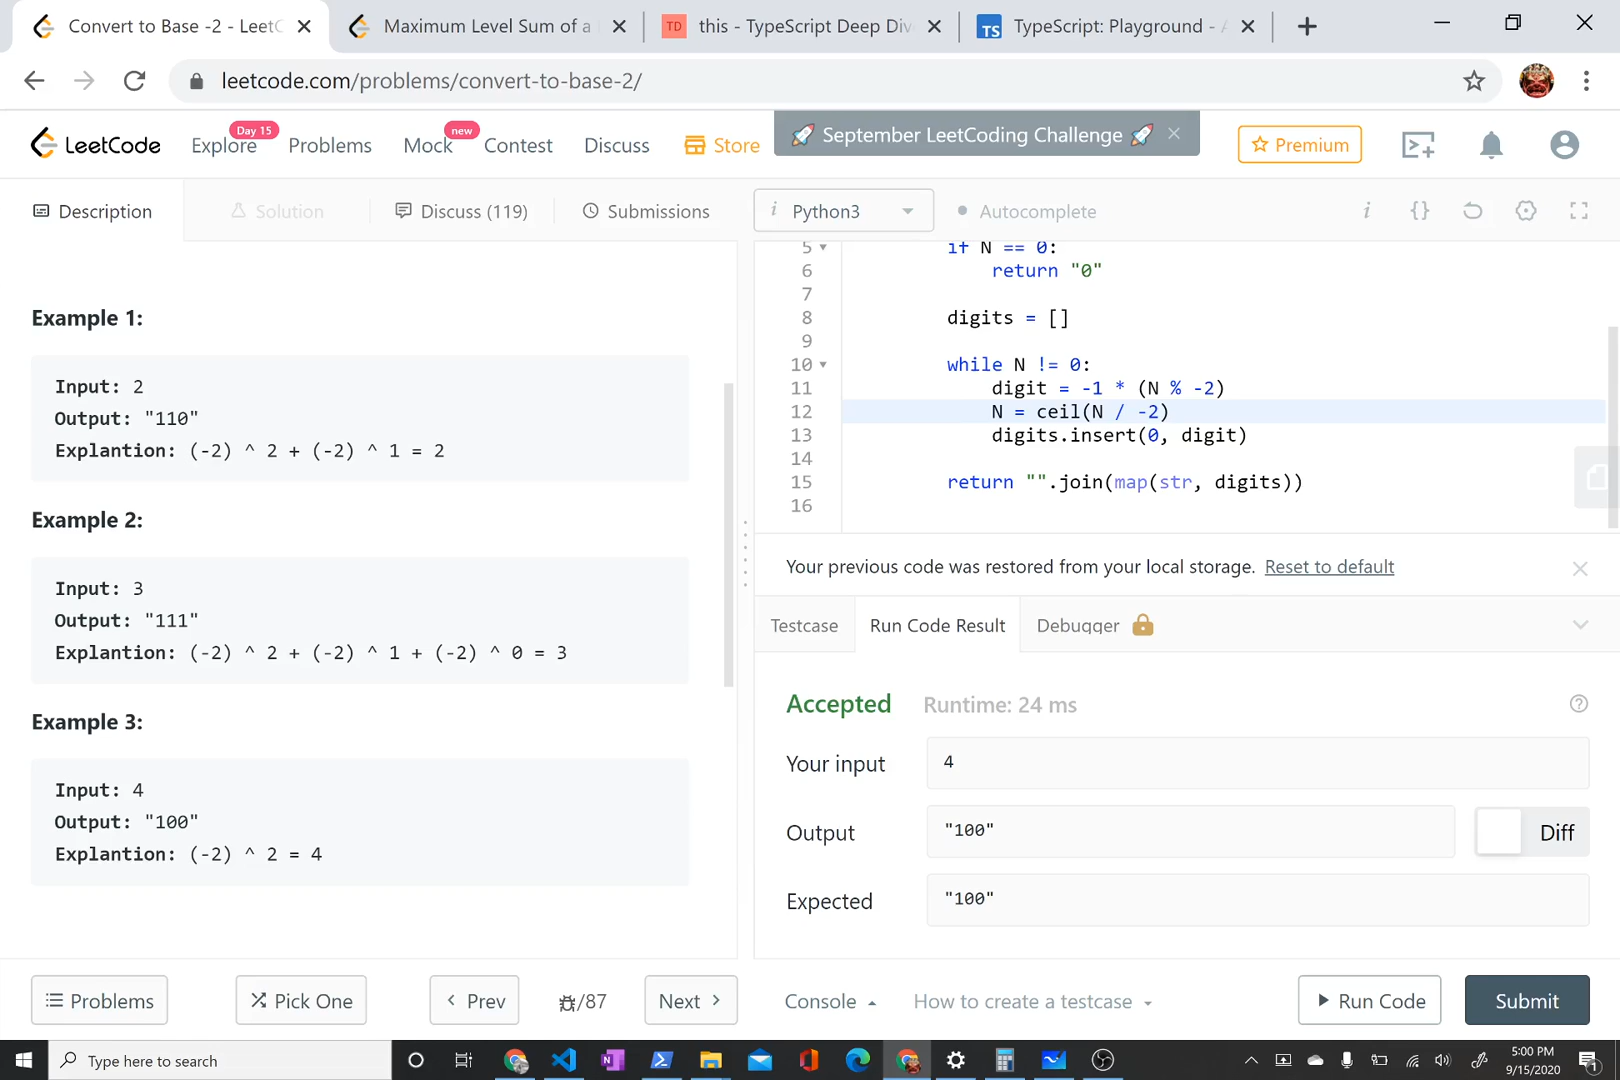 Convert to Base -2 - LeetC
Maximum Level Sum of a
TD
this - TypeScript Deep Div
TS
TypeScript: Playground - A
leetcode.com/problems/convert-to-base-2/
LeetCode
Explore
Day 15
Problems
Mock
new
Contest
Discuss
Store
🚀 September LeetCoding Challenge 🚀
Premium
Description
Solution
Discuss (119)
Submissions
i Python3
Autocomplete
i {}
5 if N == 0:
6 return "0"
7
8 digits = []
9
10 while N != 0:
11 digit = -1 * (N % -2)
12 N = ceil(N / -2)
13 digits.insert(0, digit)
14
15 return "".join(map(str, digits))
16
Example 1:
Input: 2
Output: "110"
Explantion: (-2) ^ 2 + (-2) ^ 1 = 2
Example 2:
Input: 3
Output: "111"
Explantion: (-2) ^ 2 + (-2) ^ 1 + (-2) ^ 0 = 3
Example 3:
Input: 4
Output: "100"
Explantion: (-2) ^ 2 = 4
Your previous code was restored from your local storage. Reset to default
Testcase
Run Code Result
Debugger
Accepted Runtime: 24 ms
Your input
4
Output
"100"
Diff
Expected
"100"
Problems
Pick One
Prev
/87
Next
Console
How to create a testcase
Run Code
Submit
Type here to search
5:00 PM
9/15/2020
1